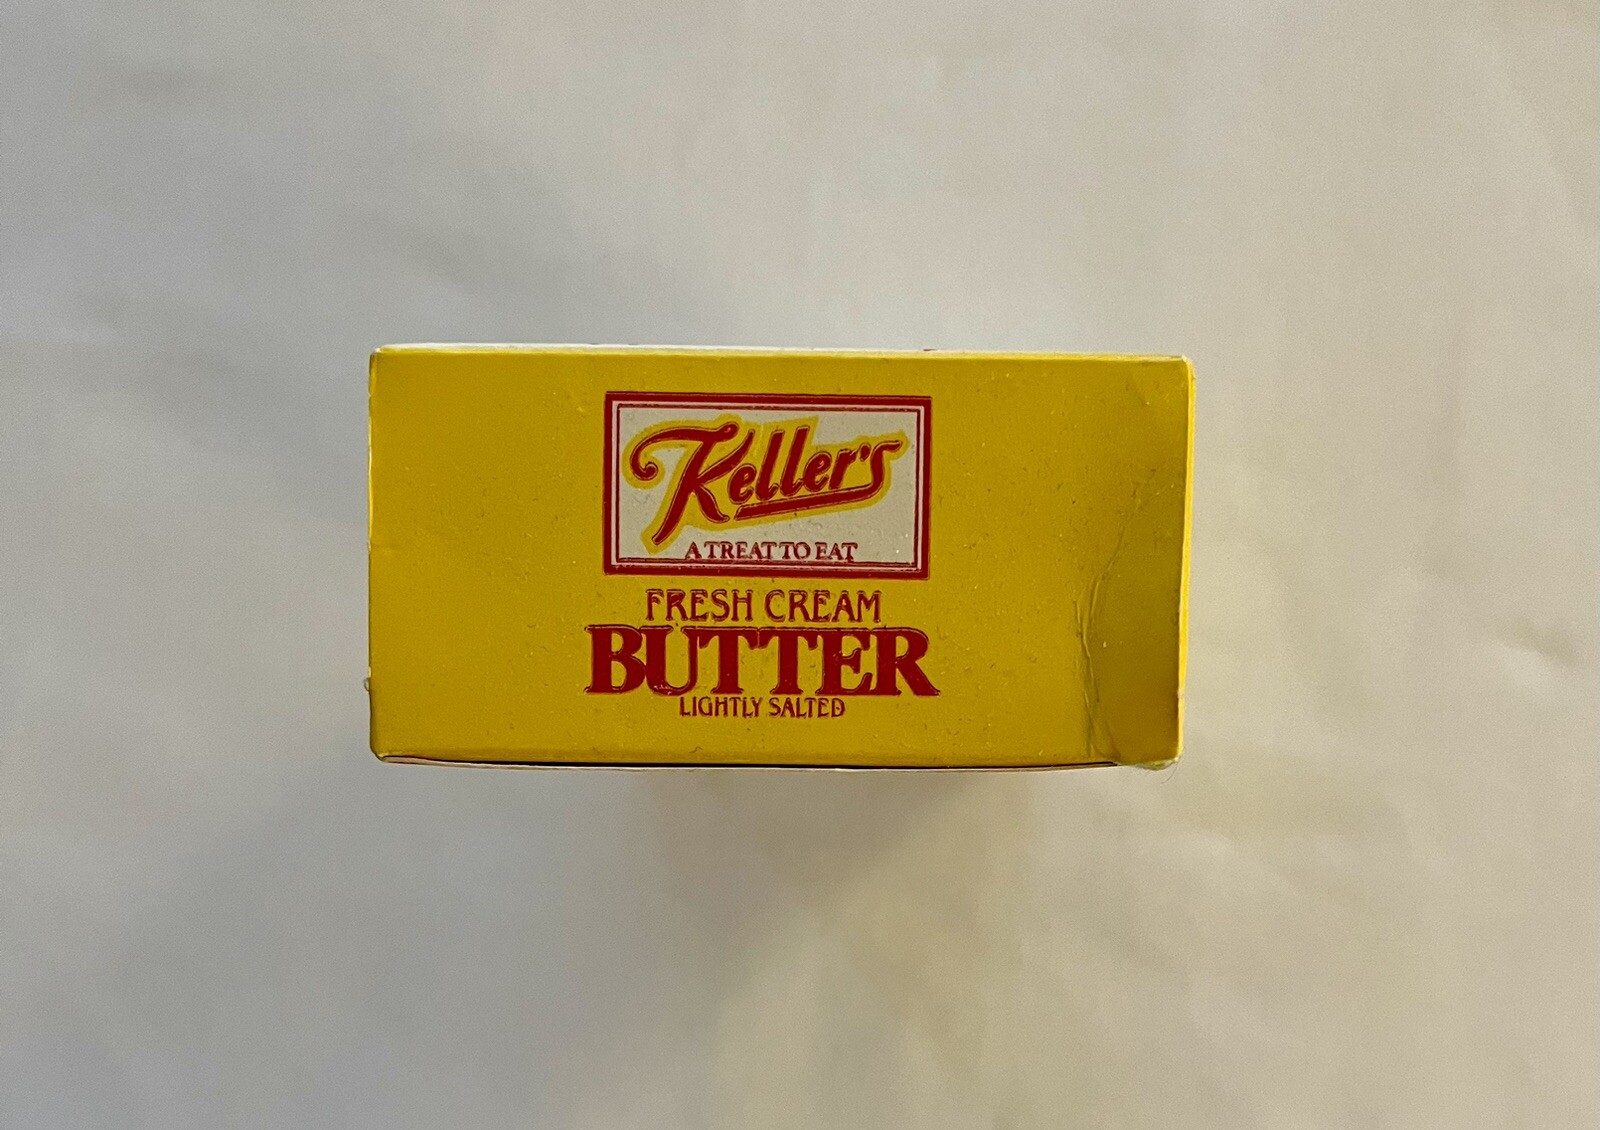 Keller's
A TREAT TO EAT
FRESH CREAM
BUTTER
LIGHTLY SALTED